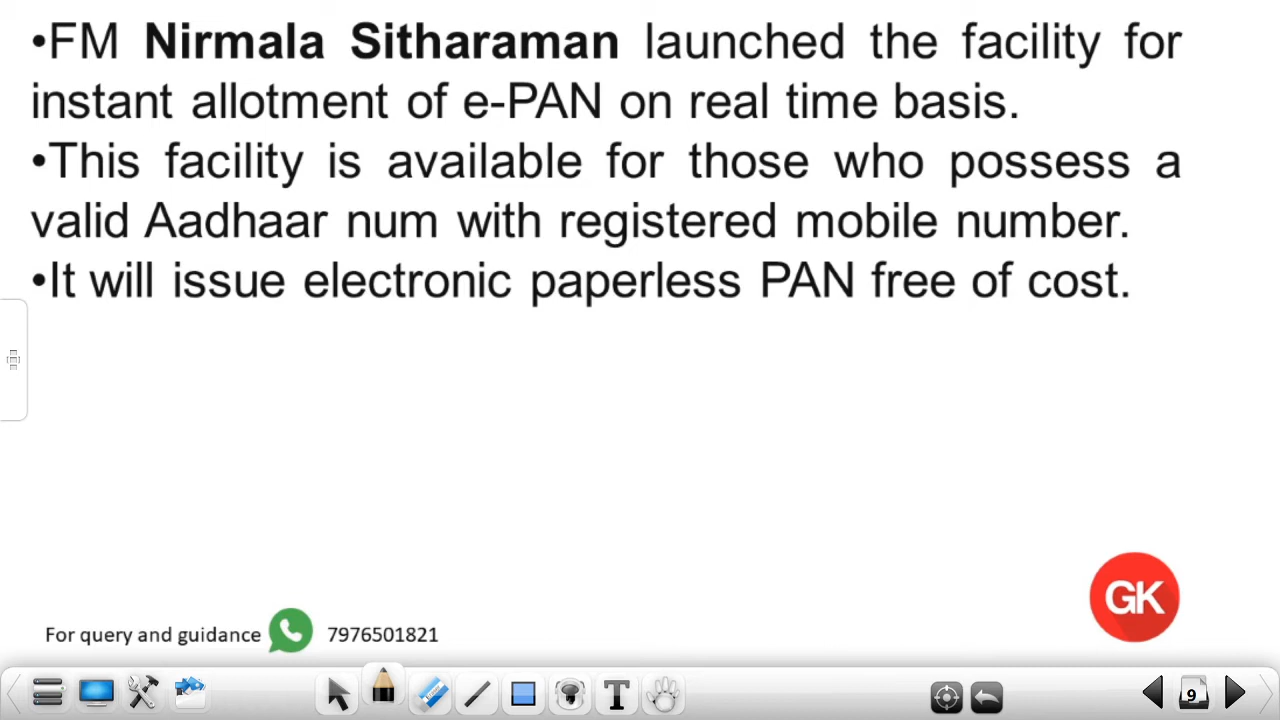 •FM Nirmala Sitharaman launched the facility for
instant allotment of e-PAN on real time basis.
•This facility is available for those who possess a
valid Aadhaar num with registered mobile number.
•It will issue electronic paperless PAN free of cost.
GK
For query and guidance 7976501821
T
9